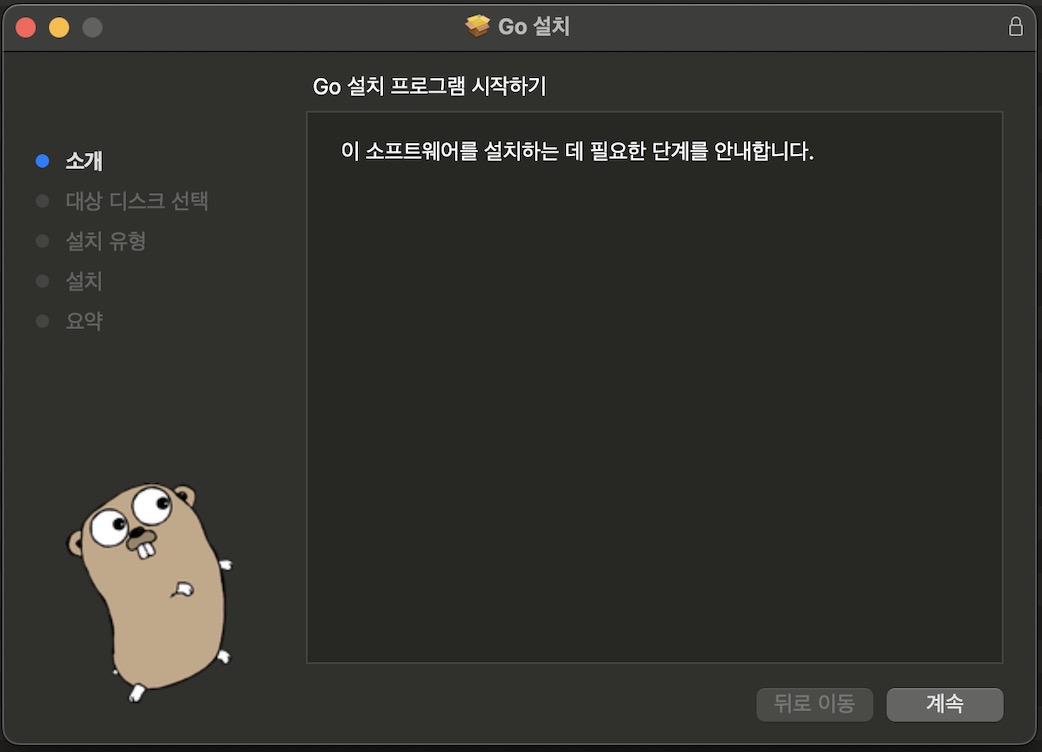 Go 설치
Go 설치 프로그램 시작하기
소개
대상 디스크 선택
설치 유형
설치
요약
이 소프트웨어를 설치하는 데 필요한 단계를 안내합니다.
뒤로 이동
계속